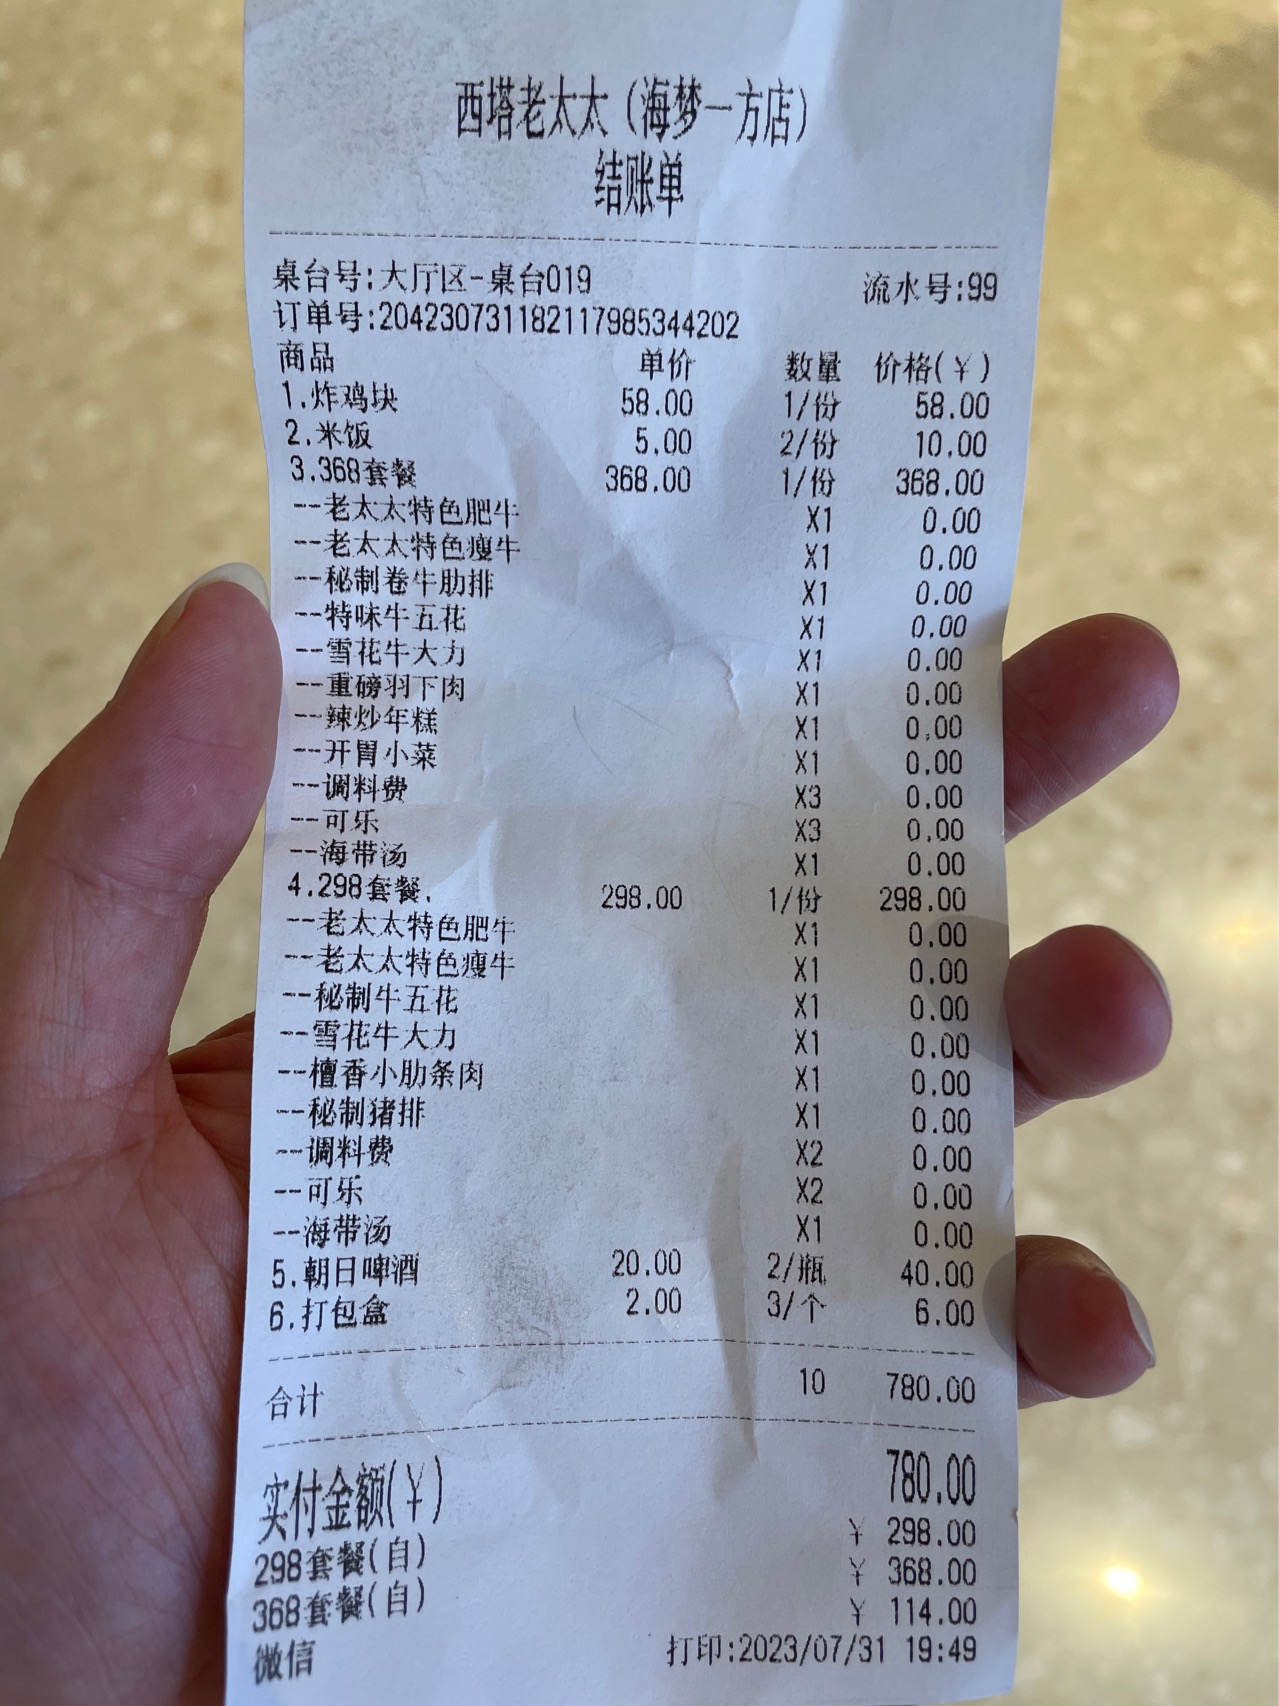 西塔老太太（海梦一方店）
结账单
桌台号:大厅区-桌台019 流水号:99
订单号:204230731182117985344202
商品 单价 数量 价格(￥)
1.炸鸡块 58.00 1/份 58.00
2.米饭 5.00 2/份 10.00
3.368套餐 368.00 1/份 368.00
--老太太特色肥牛 X1 0.00
--老太太特色瘦牛 X1 0.00
--秘制卷牛肋排 X1 0.00
--特味牛五花 X1 0.00
--雪花牛大力 X1 0.00
--重磅羽下肉 X1 0.00
--辣炒年糕 X1 0.00
--开胃小菜 X1 0.00
--调料费 X3 0.00
--可乐 X3 0.00
--海带汤 X1 0.00
4.298套餐. 298.00 1/份 298.00
--老太太特色肥牛 X1 0.00
--老太太特色瘦牛 X1 0.00
--秘制牛五花 X1 0.00
--雪花牛大力 X1 0.00
--檀香小肋条肉 X1 0.00
--秘制猪排 X1 0.00
--调料费 X2 0.00
--可乐 X2 0.00
--海带汤 X1 0.00
5.朝日啤酒 20.00 2/瓶 40.00
6.打包盒 2.00 3/个 6.00
合计 10 780.00
实付金额(￥) 780.00
298套餐(自) ￥ 298.00
368套餐(自) ￥ 368.00
微信 ￥ 114.00
打印:2023/07/31 19:49